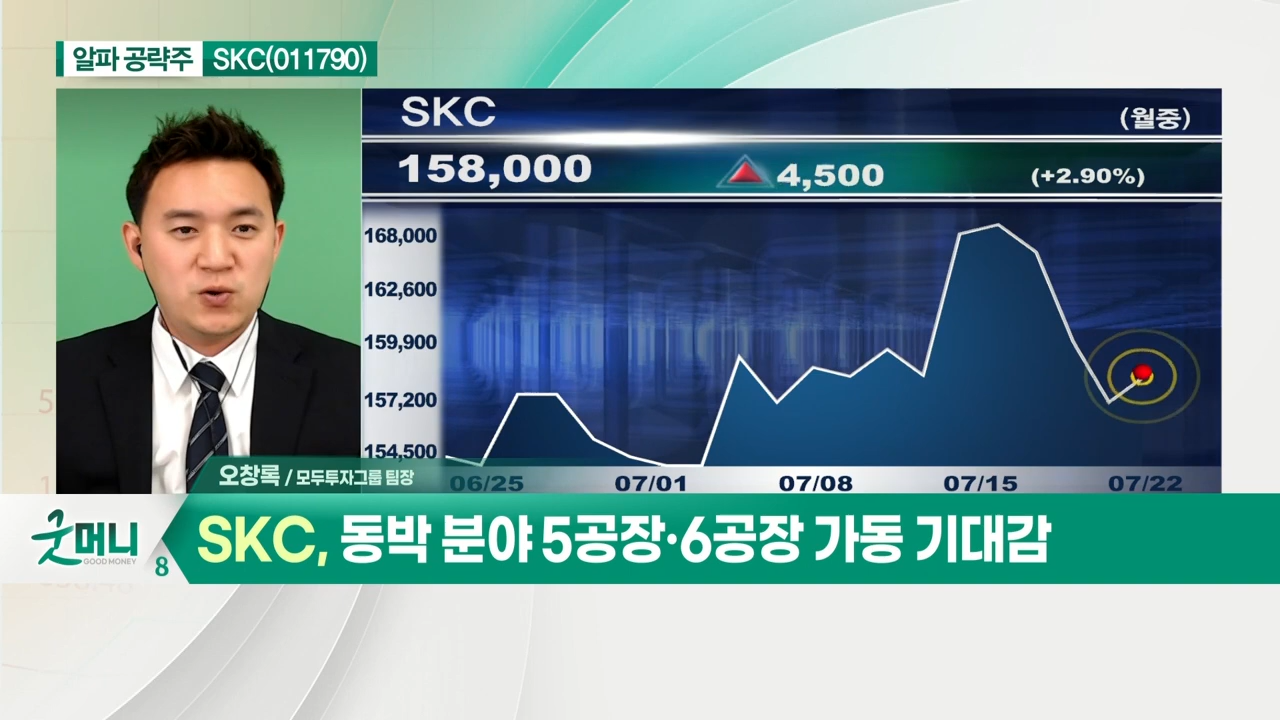 알파 공략주 SKC(011790)
SKC (월중)
158,000 ▲ 4,500 (+2.90%)
168,000
162,600
159,900
157,200
154,500
06/25 07/01 07/08 07/15 07/22
오창록 / 모두투자그룹 팀장
굿머니
GOOD MONEY
8
SKC, 동박 분야 5공장·6공장 가동 기대감